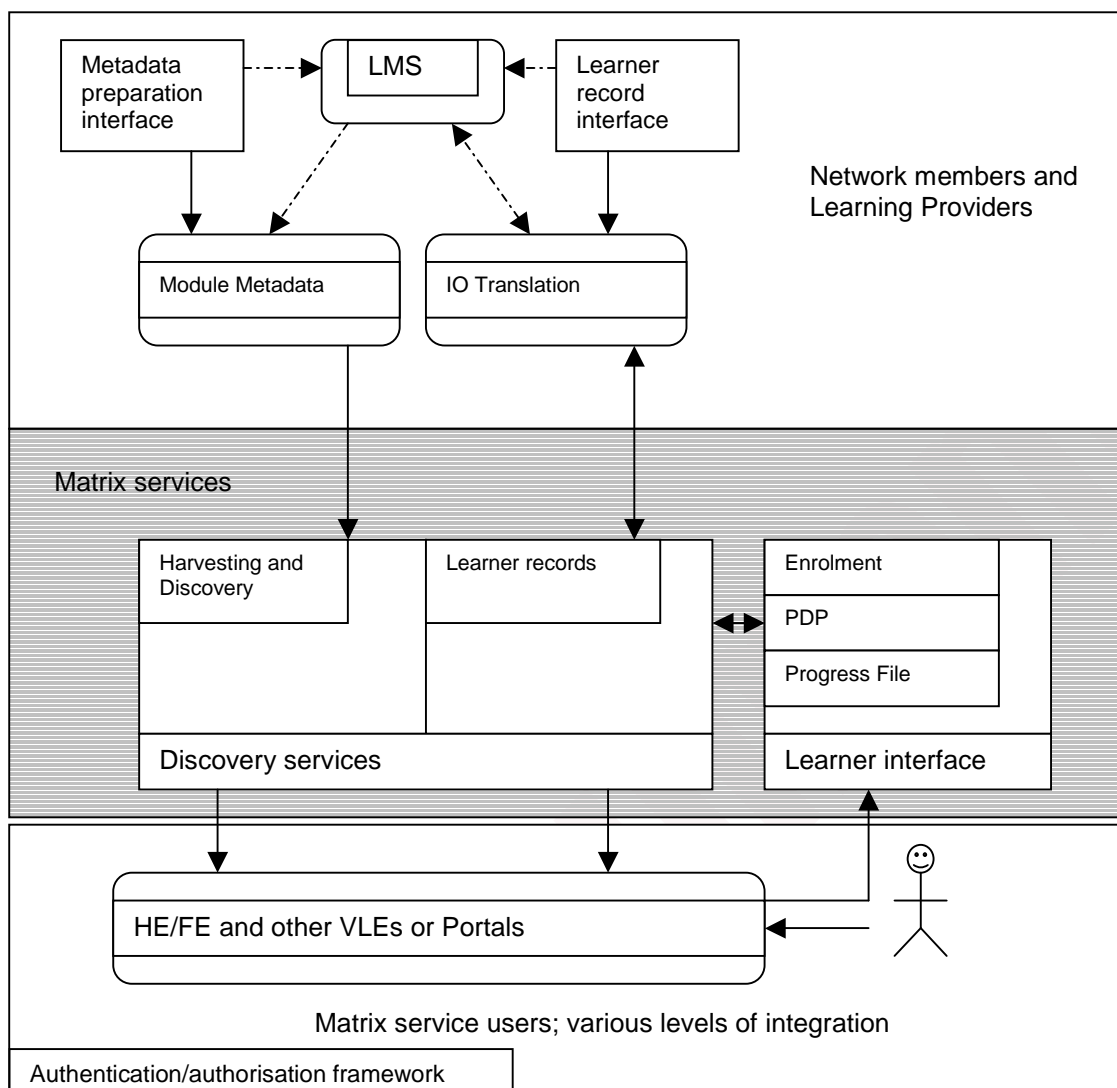 Metadata
preparation
interface
LMS
Learner
record
interface
Network members and
Learning Providers
Module Metadata
IO Translation
Matrix services
Harvesting and
Discovery
Learner records
Enrolment
PDP
Progress File
Discovery services
Learner interface
HE/FE and other VLEs or Portals
Matrix service users; various levels of integration
Authentication/authorisation framework